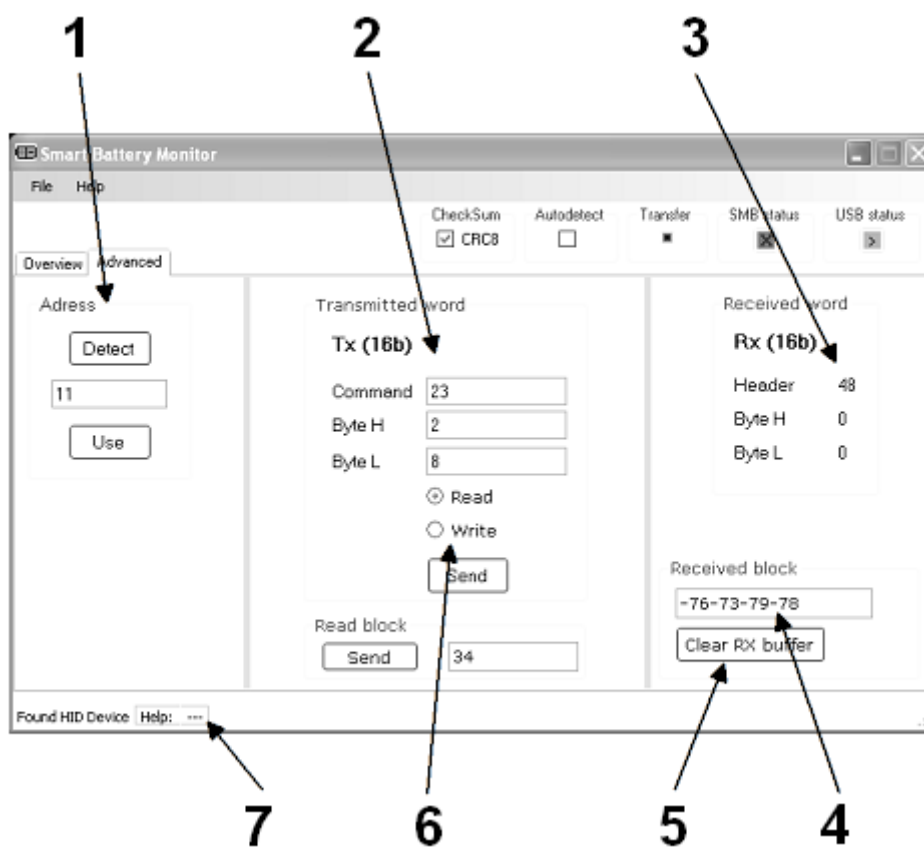 1 2 3
Smart Battery Monitor
File Help
CheckSum Autodetect Transfer SMB status USB status
CRC8
Overview Advanced
Adress
Detect
11
Use
Transmitted word
Tx (16b)
Command 23
Byte H 2
Byte L 8
Read
Write
Send
Read block
Send 34
Received word
Rx (16b)
Header 48
Byte H 0
Byte L 0
Received block
-76-73-79-78
Clear RX buffer
Found HID Device Help: ---
7 6 5 4